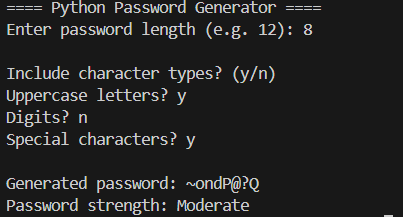 ==== Python Password Generator ====
Enter password length (e.g. 12): 8
Include character types? (y/n)
Uppercase letters? y
Digits? n
Special characters? y
Generated password: ~ondP@?Q
Password strength: Moderate